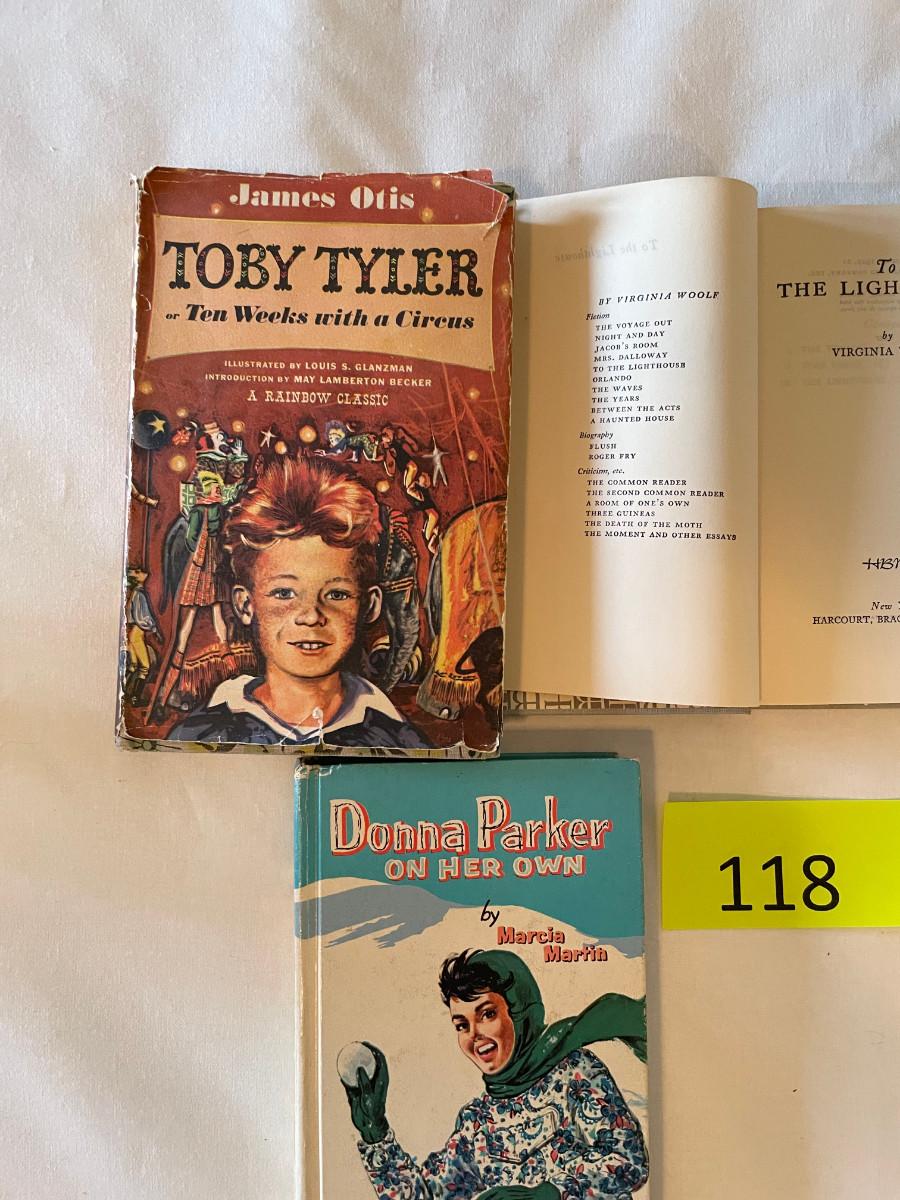 James Otis
TOBY TYLER
or Ten Weeks with a Circus
ILLUSTRATED BY LOUIS S. GLANZMAN
INTRODUCTION BY MAY LAMBERTON BECKER
A RAINBOW CLASSIC
To the Lighthouse
BY VIRGINIA WOOLF
Fiction
THE VOYAGE OUT
NIGHT AND DAY
JACOB'S ROOM
MRS. DALLOWAY
TO THE LIGHTHOUSE
ORLANDO
THE WAVES
THE YEARS
BETWEEN THE ACTS
A HAUNTED HOUSE
Biography
FLUSH
ROGER FRY
Criticism, etc.
THE COMMON READER
THE SECOND COMMON READER
A ROOM OF ONE'S OWN
THREE GUINEAS
THE DEATH OF THE MOTH
THE MOMENT AND OTHER ESSAYS
To
THE LIGH
by
VIRGINIA
New
HARCOURT, BRAC
Donna Parker
ON HER OWN
by
Marcia
Martin
118